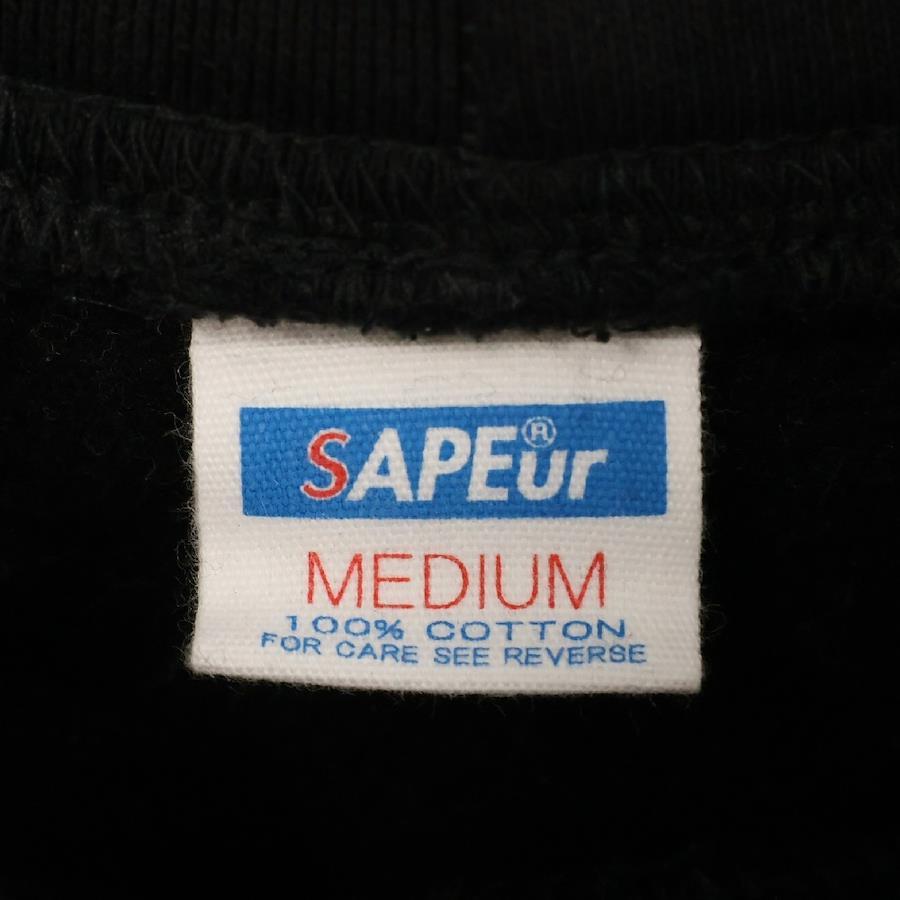 SAPEur®
MEDIUM
100% COTTON
FOR CARE SEE REVERSE